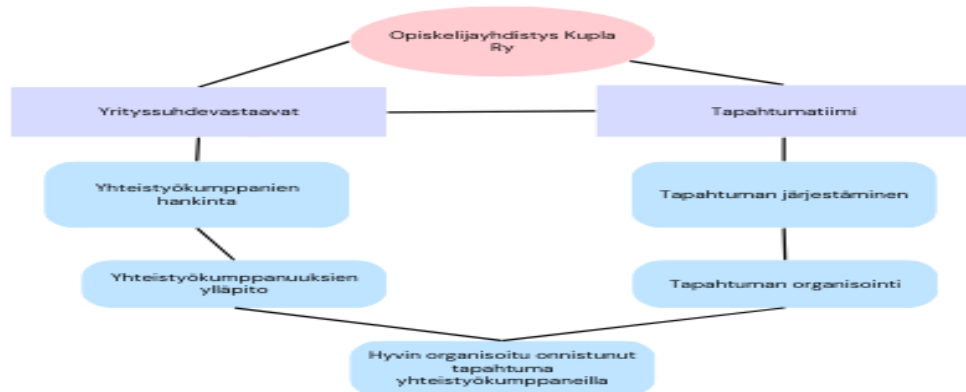 Opiskelijayhdistys Kupla
Ry
Yrityssuhdevastaavat
Tapahtumatiimi
Yhteistyökumppanien
hankinta
Tapahtuman järjestäminen
Yhteistyökumppanuuksien
ylläpito
Tapahtuman organisointi
Hyvin organisoitu onnistunut
tapahtuma
yhteistyökumppaneilla